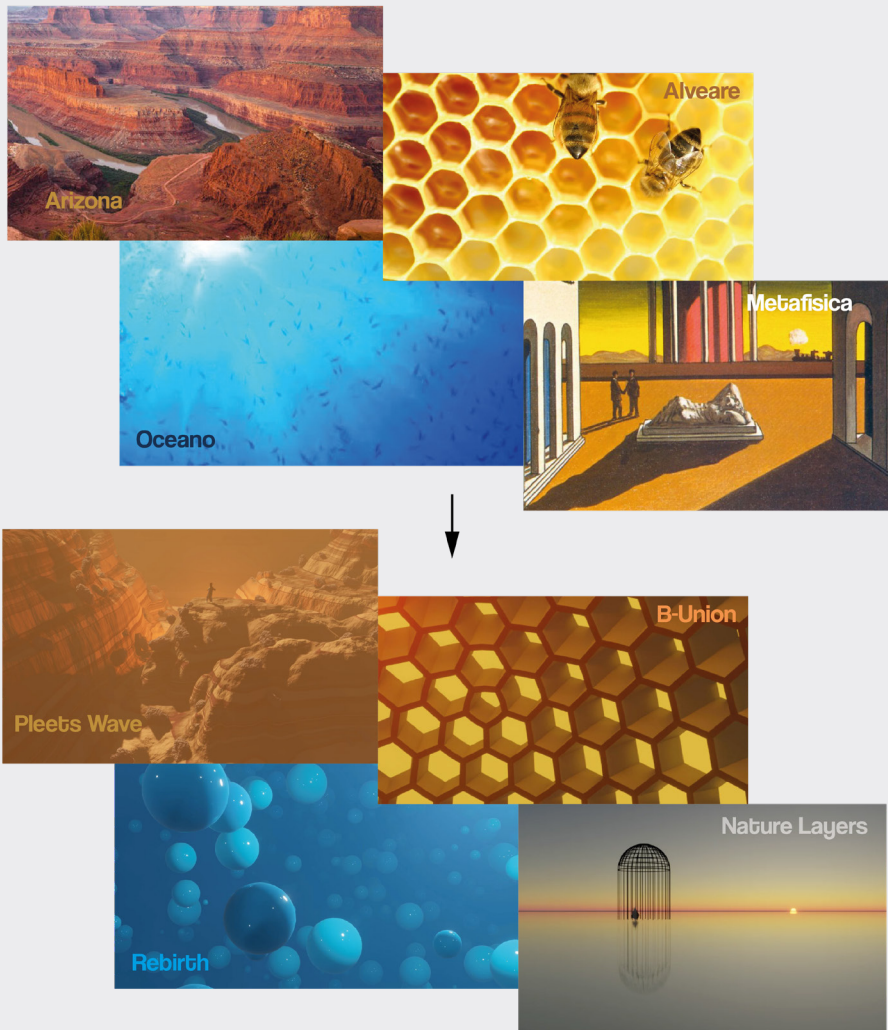 Alveare
Arizona
Metafisica
Oceano
B-Union
Pleets Wave
Nature Layers
Rebirth